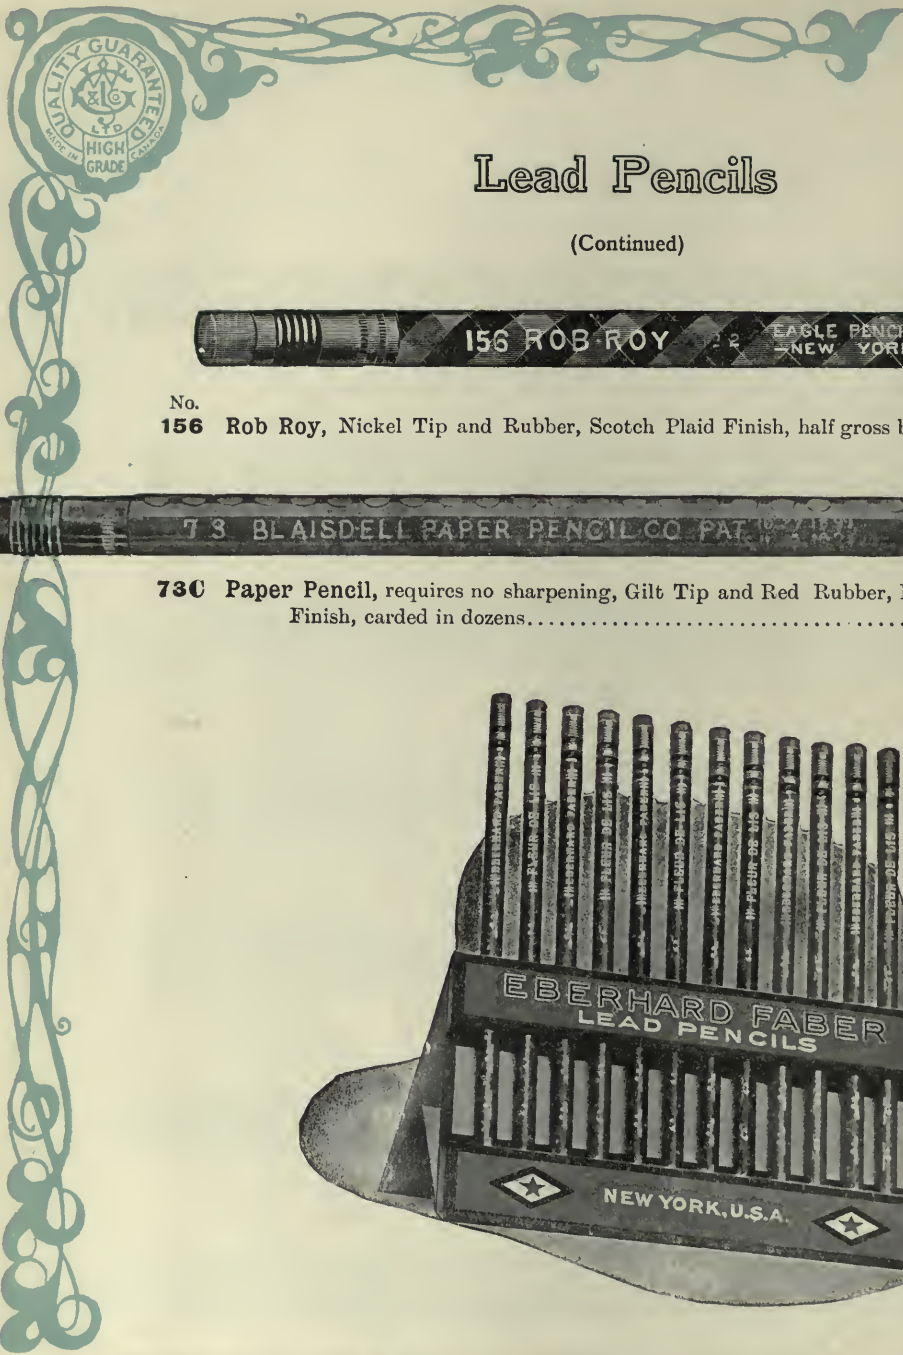 QUALITY GUARANTEED
& Co
LTD
MADE IN CANADA
HIGH
GRADE
Lead Pencils
(Continued)
156 ROB ROY 2 EAGLE PENC
NEW YOR
No.
156 Rob Roy, Nickel Tip and Rubber, Scotch Plaid Finish, half gross
73 BLAISDELL PAPER PENCIL CO PAT
73C Paper Pencil, requires no sharpening, Gilt Tip and Red Rubber,
Finish, carded in dozens
EBERHARD FABER
LEAD PENCILS
NEW YORK, U.S.A.